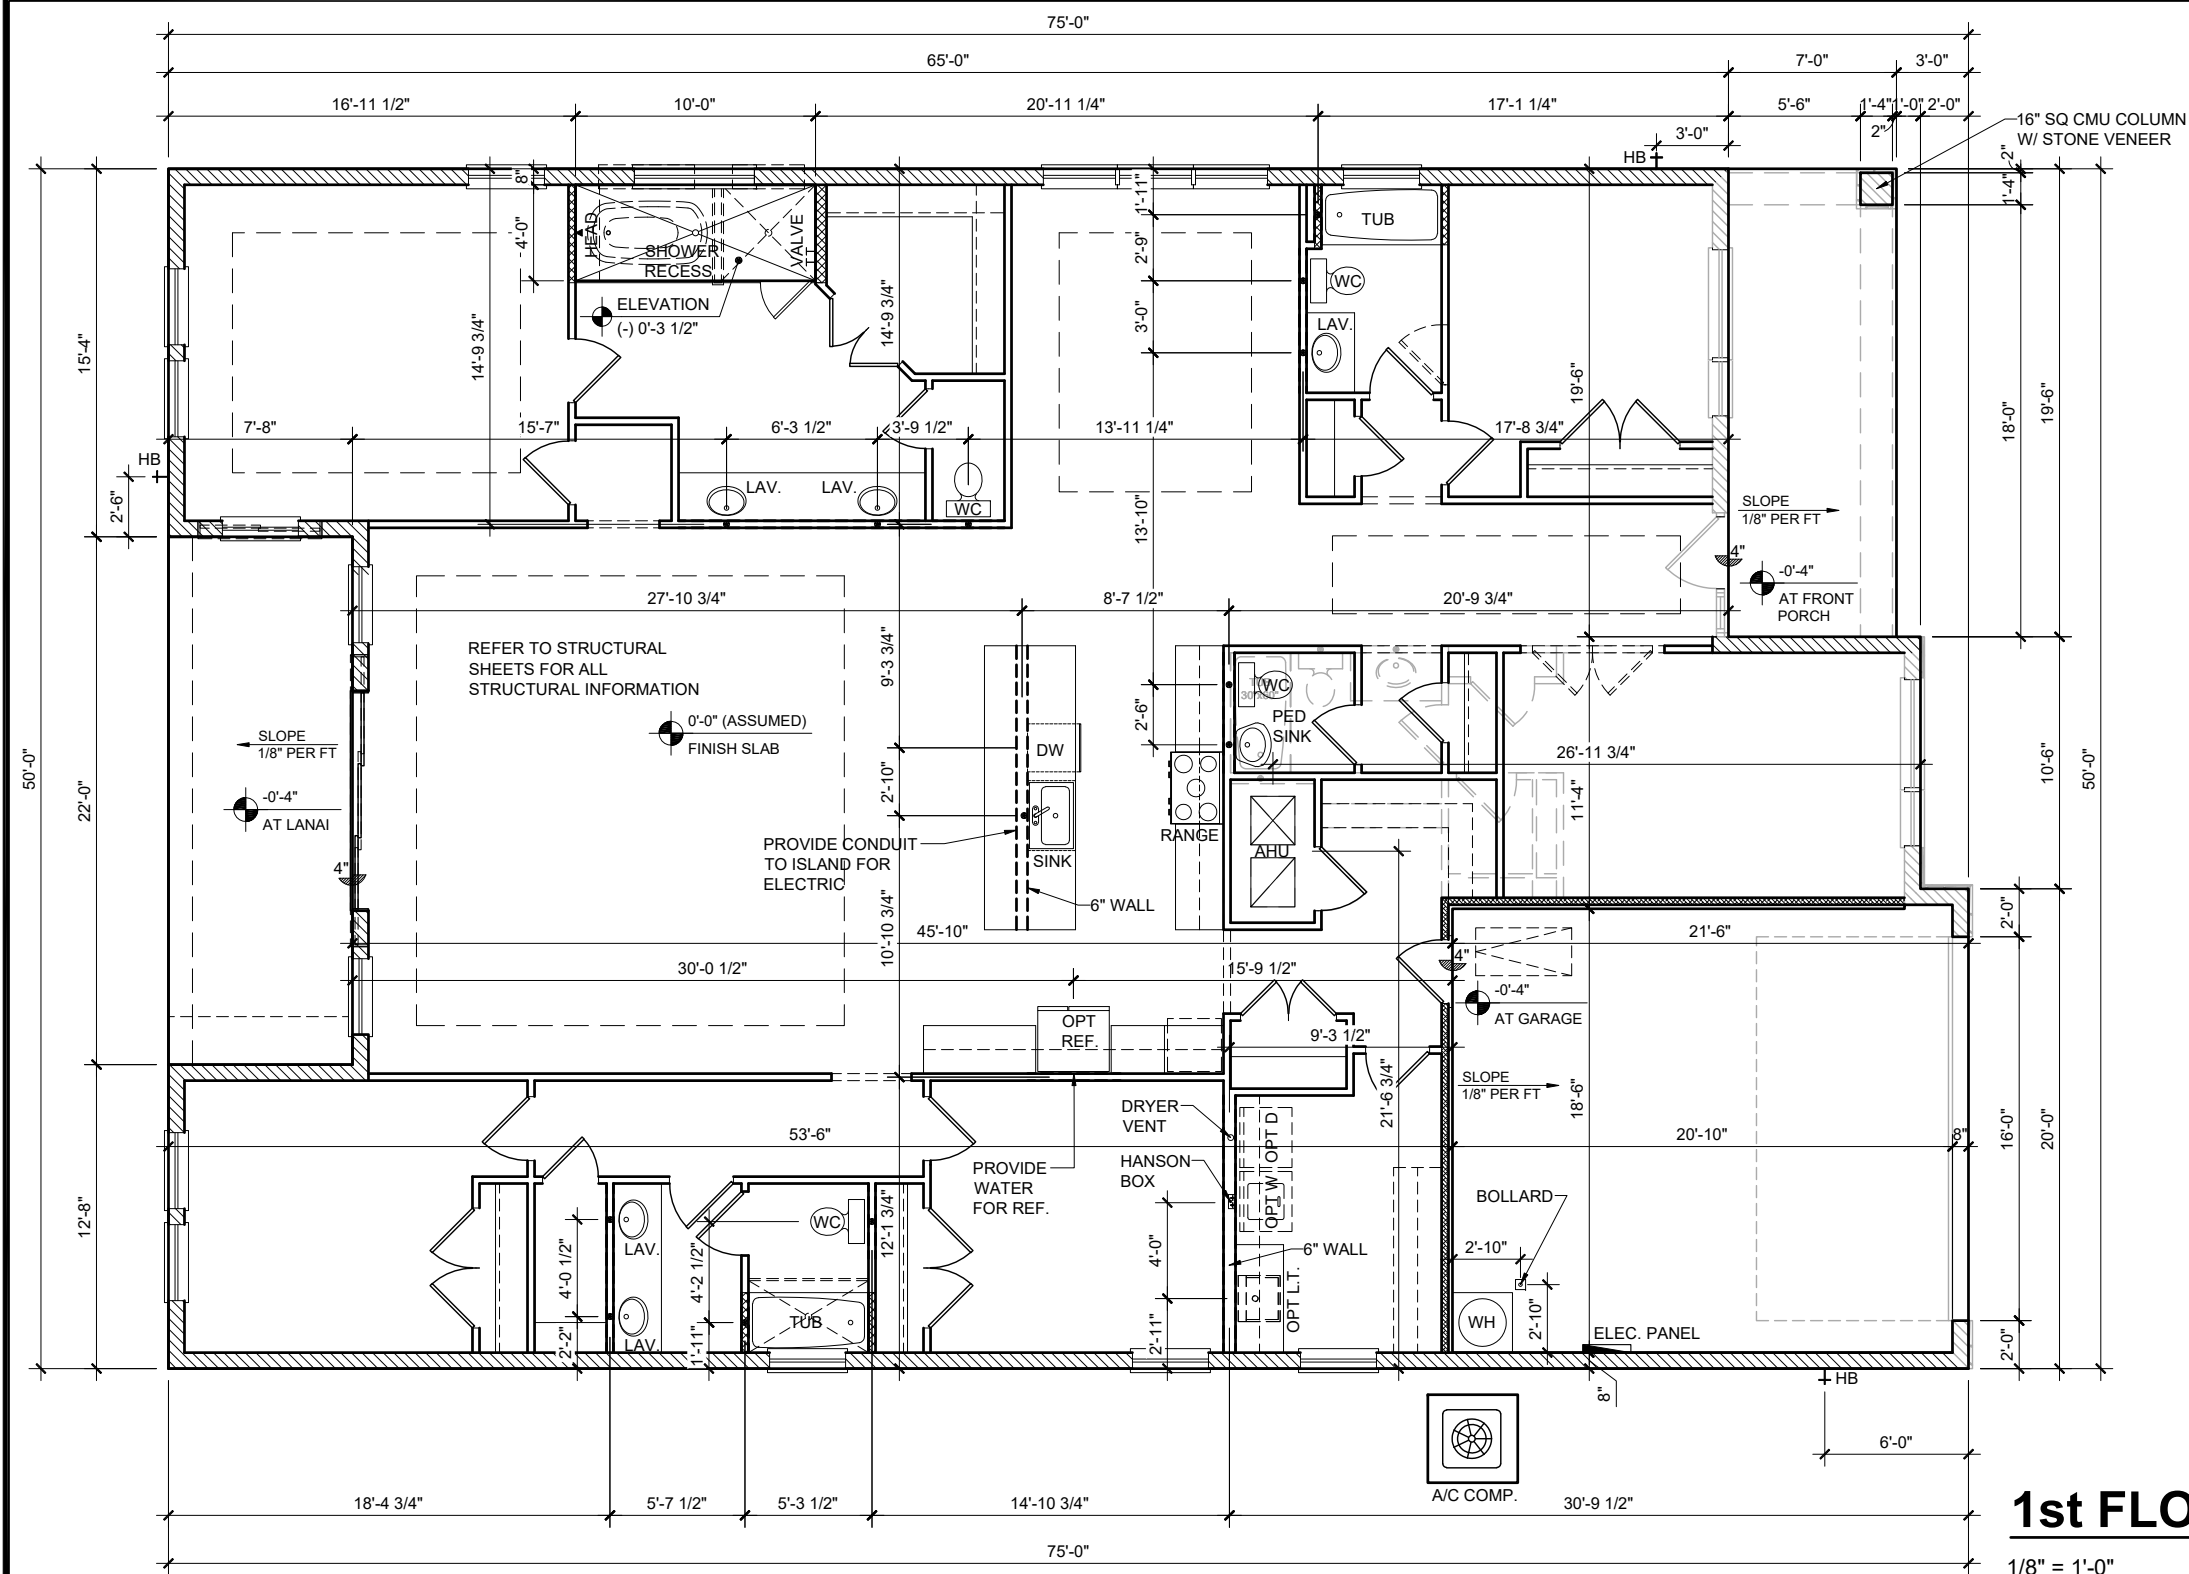 75'-0"
65'-0"
7'-0"
3'-0"
16'-11 1/2"
10'-0"
20'-11 1/4"
17'-1 1/4"
5'-6"
1'-4"
1'-0"
2'-0"
2"
3'-0"
16" SQ CMU COLUMN
W/ STONE VENEER
HB
2"
1'-4"
8"
4'-0"
HEAD
SHOWER
RECESS
VALVE
TT
ELEVATION
(-) 0'-3 1/2"
14'-9 3/4"
14'-9 3/4"
1'-11"
2'-9"
3'-0"
TUB
WC
LAV.
19'-6"
18'-0"
19'-6"
15'-4"
50'-0"
7'-8"
15'-7"
6'-3 1/2"
3'-9 1/2"
13'-11 1/4"
17'-8 3/4"
HB
2'-6"
LAV.
LAV.
WC
13'-10"
SLOPE
1/8" PER FT
4"
-0'-4"
AT FRONT
PORCH
27'-10 3/4"
8'-7 1/2"
20'-9 3/4"
REFER TO STRUCTURAL
SHEETS FOR ALL
STRUCTURAL INFORMATION
0'-0" (ASSUMED)
FINISH SLAB
9'-3 3/4"
2'-6"
WC
PED
SINK
DW
SINK
RANGE
AHU
26'-11 3/4"
11'-4"
10'-6"
50'-0"
SLOPE
1/8" PER FT
22'-0"
-0'-4"
AT LANAI
4"
2'-10"
PROVIDE CONDUIT
TO ISLAND FOR
ELECTRIC
6" WALL
45'-10"
10'-10 3/4"
21'-6"
2'-0"
30'-0 1/2"
15'-9 1/2"
4"
-0'-4"
AT GARAGE
OPT
REF.
9'-3 1/2"
21'-6 3/4"
SLOPE
1/8" PER FT
18'-6"
DRYER
VENT
HANSON
BOX
OPT D
OPT W
53'-6"
20'-10"
8"
16'-0"
20'-0"
PROVIDE
WATER
FOR REF.
12'-8"
BOLLARD
4'-0 1/2"
LAV.
4'-2 1/2"
WC
12'-1 3/4"
4'-0"
6" WALL
2'-10"
2'-10"
OPT L.T.
WH
2'-2"
LAV.
1'-11"
TUB
2'-11"
ELEC. PANEL
2'-0"
HB
8"
6'-0"
A/C COMP.
18'-4 3/4"
5'-7 1/2"
5'-3 1/2"
14'-10 3/4"
30'-9 1/2"
75'-0"
1st FLO
1/8" = 1'-0"